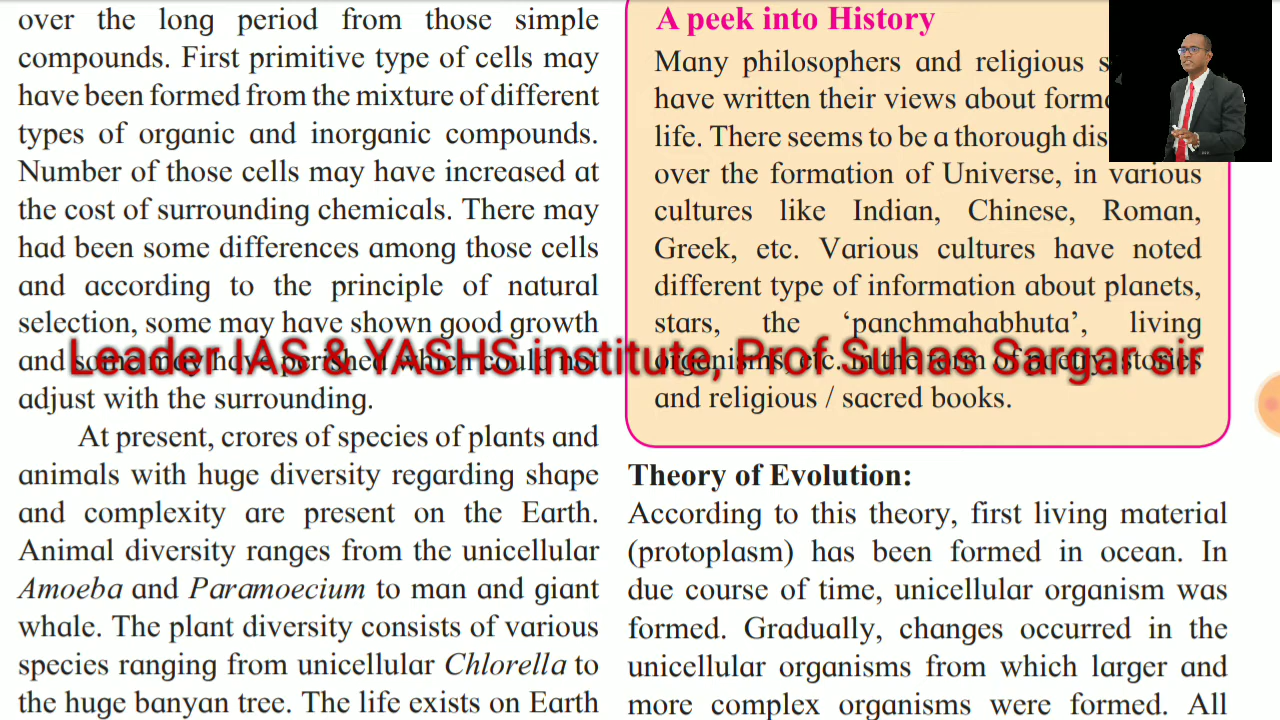 over the long period from those simple
compounds. First primitive type of cells may
have been formed from the mixture of different
types of organic and inorganic compounds.
Number of those cells may have increased at
the cost of surrounding chemicals. There may
had been some differences among those cells
and according to the principle of natural
selection, some may have shown good growth
and some may have perished which could not
adjust with the surrounding.
At present, crores of species of plants and
animals with huge diversity regarding shape
and complexity are present on the Earth.
Animal diversity ranges from the unicellular
Amoeba and Paramoecium to man and giant
whale. The plant diversity consists of various
species ranging from unicellular Chlorella to
the huge banyan tree. The life exists on Earth
A peek into History
Many philosophers and religious
have written their views about
life. There seems to be a thorough
over the formation of Universe, in various
cultures like Indian, Chinese, Roman,
Greek, etc. Various cultures have noted
different type of information about planets,
stars, the ‘panchmahabhuta’, living
organisms, etc. in the form of poetry, stories
and religious / sacred books.
Theory of Evolution:
According to this theory, first living material
(protoplasm) has been formed in ocean. In
due course of time, unicellular organism was
formed. Gradually, changes occurred in the
unicellular organisms from which larger and
more complex organisms were formed. All
Leader IAS & YASHS institute, Prof Suhas Sargar sir